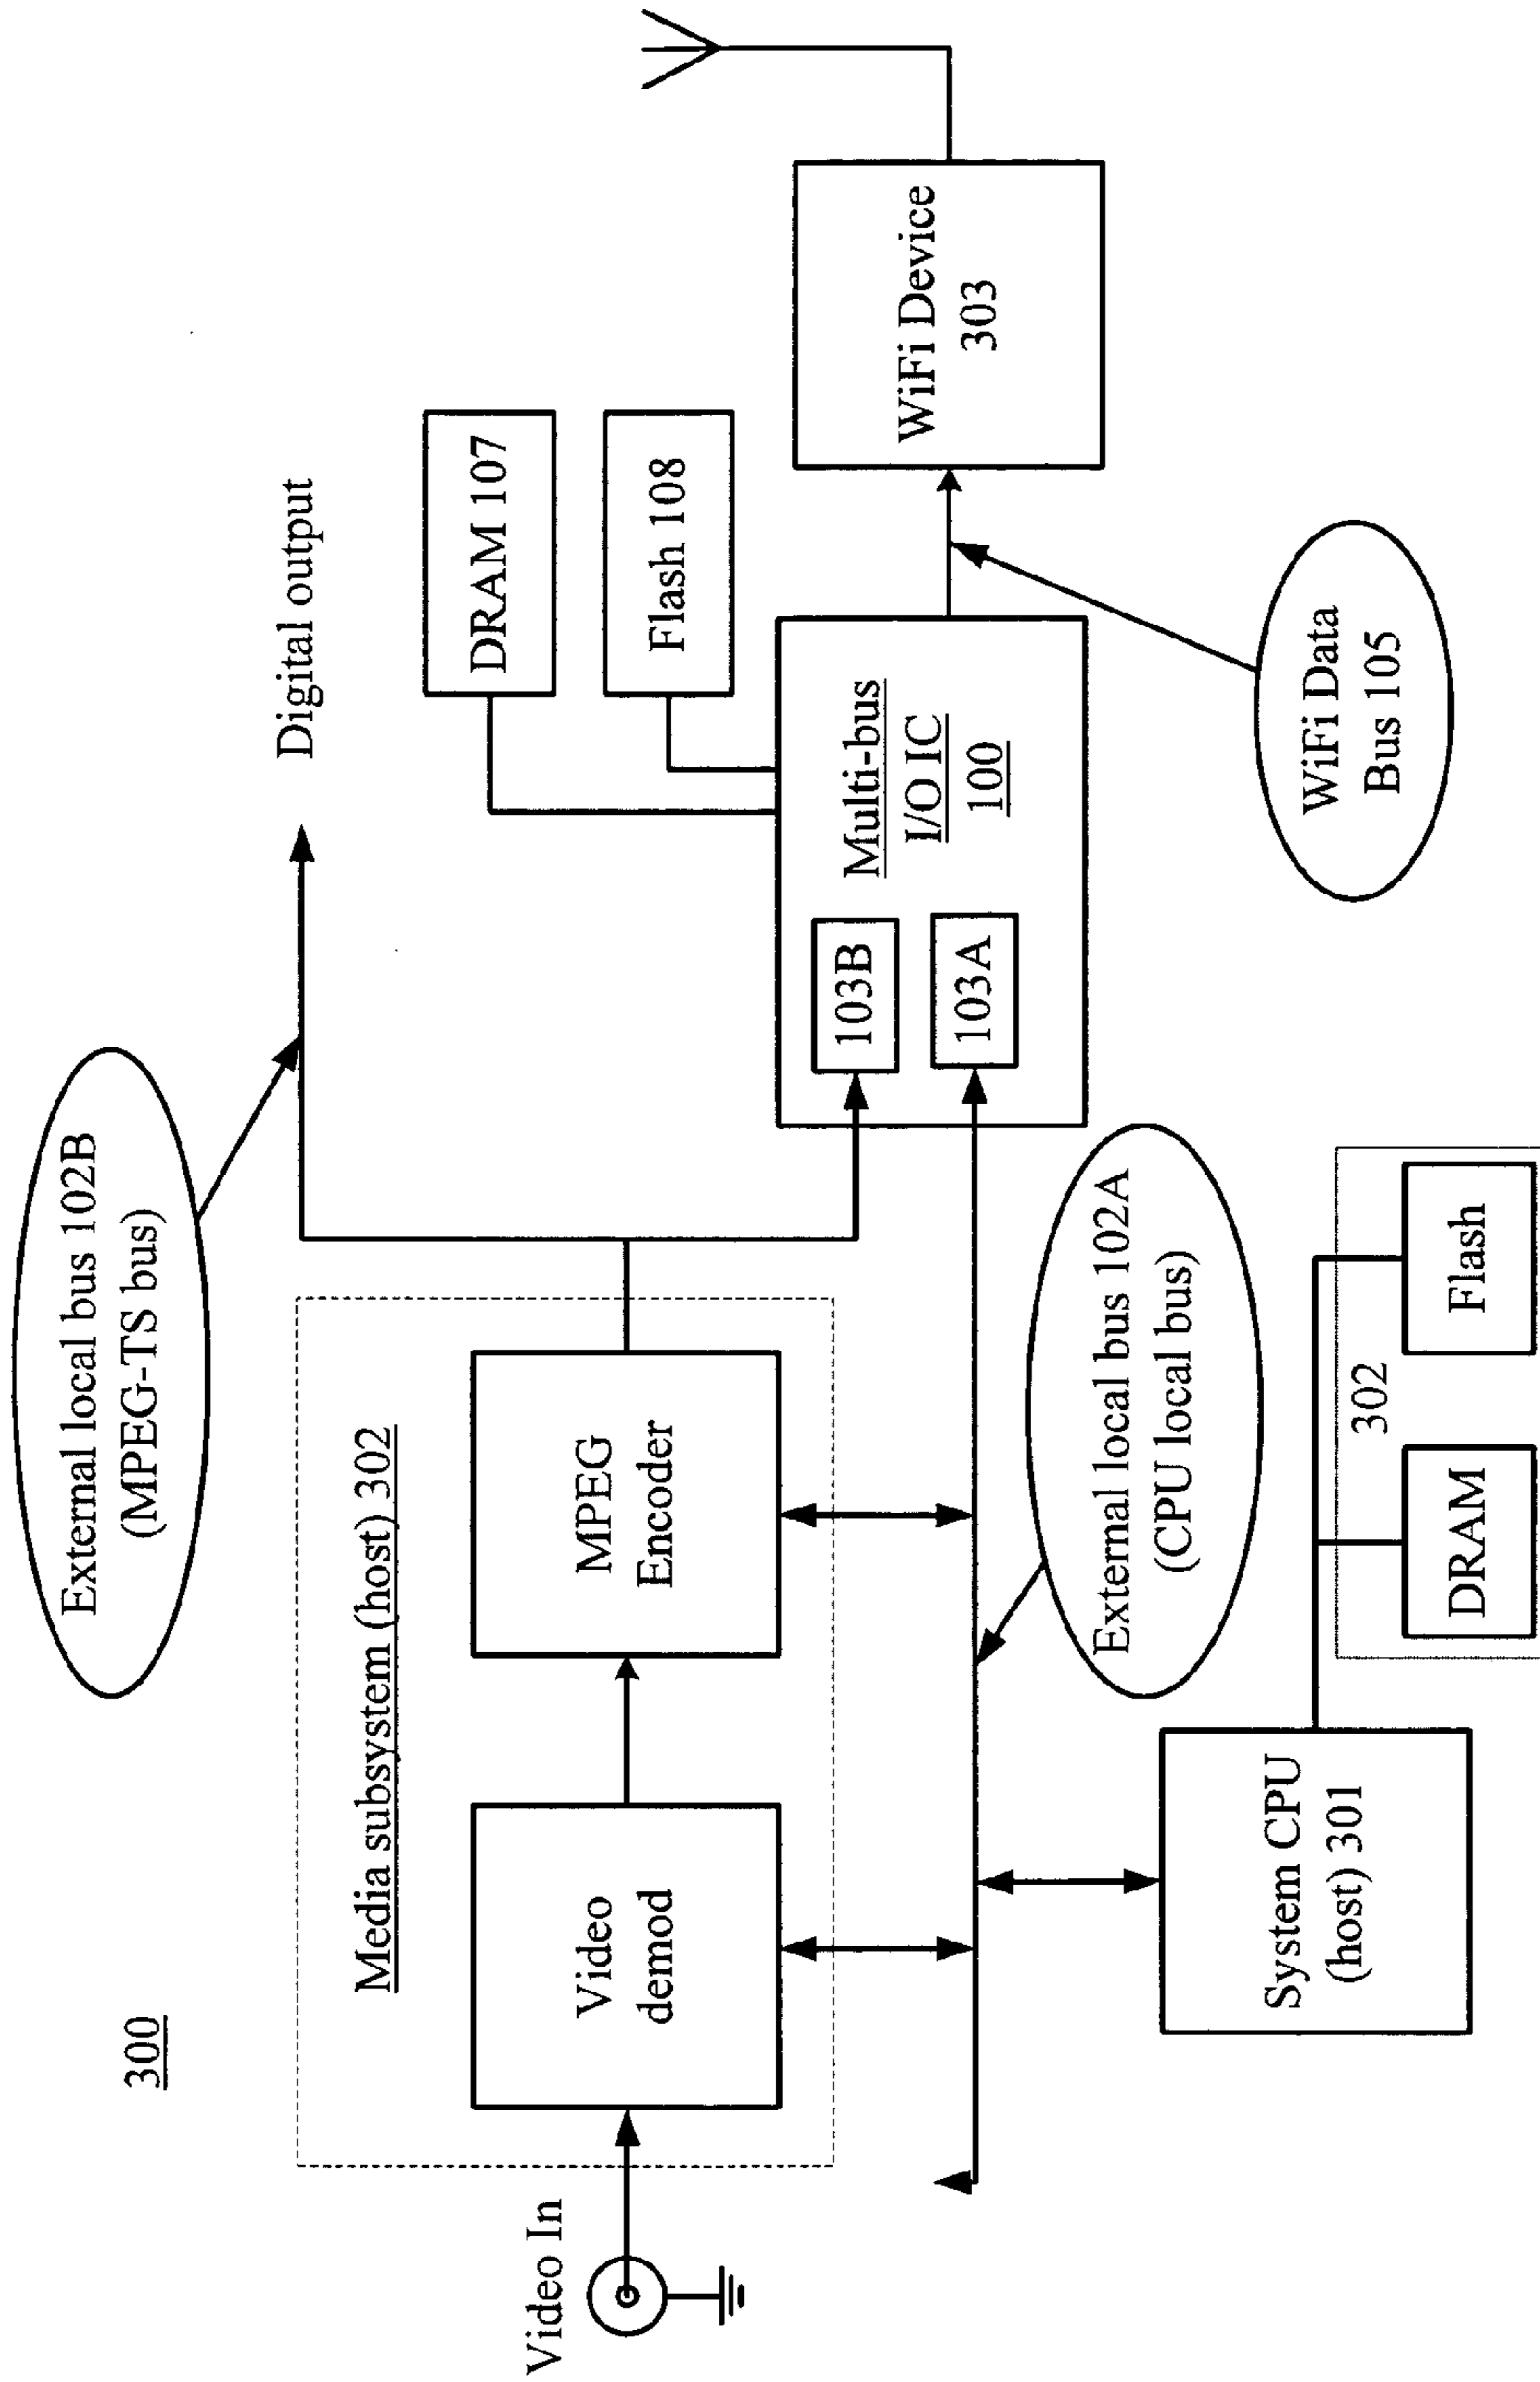 300
External local bus 102B
(MPEG-TS bus)
Digital output
Media subsystem (host) 302
Video In
Video
demod
MPEG
Encoder
DRAM 107
Flash 108
103B
103A
Multi-bus
I/O IC
100
WiFi Device
303
External local bus 102A
(CPU local bus)
WiFi Data
Bus 105
System CPU
(host) 301
302
DRAM
Flash